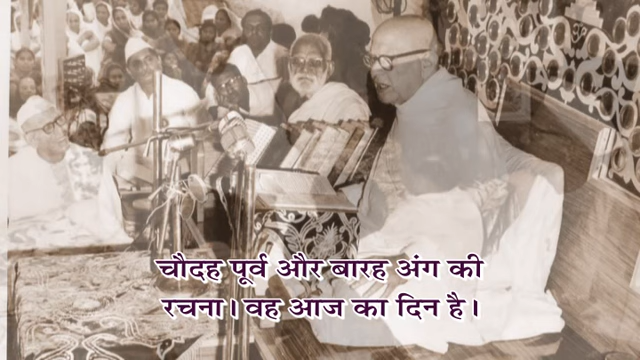 चौदह पूर्व और बारह अंग की
रचना। वह आज का दिन है।